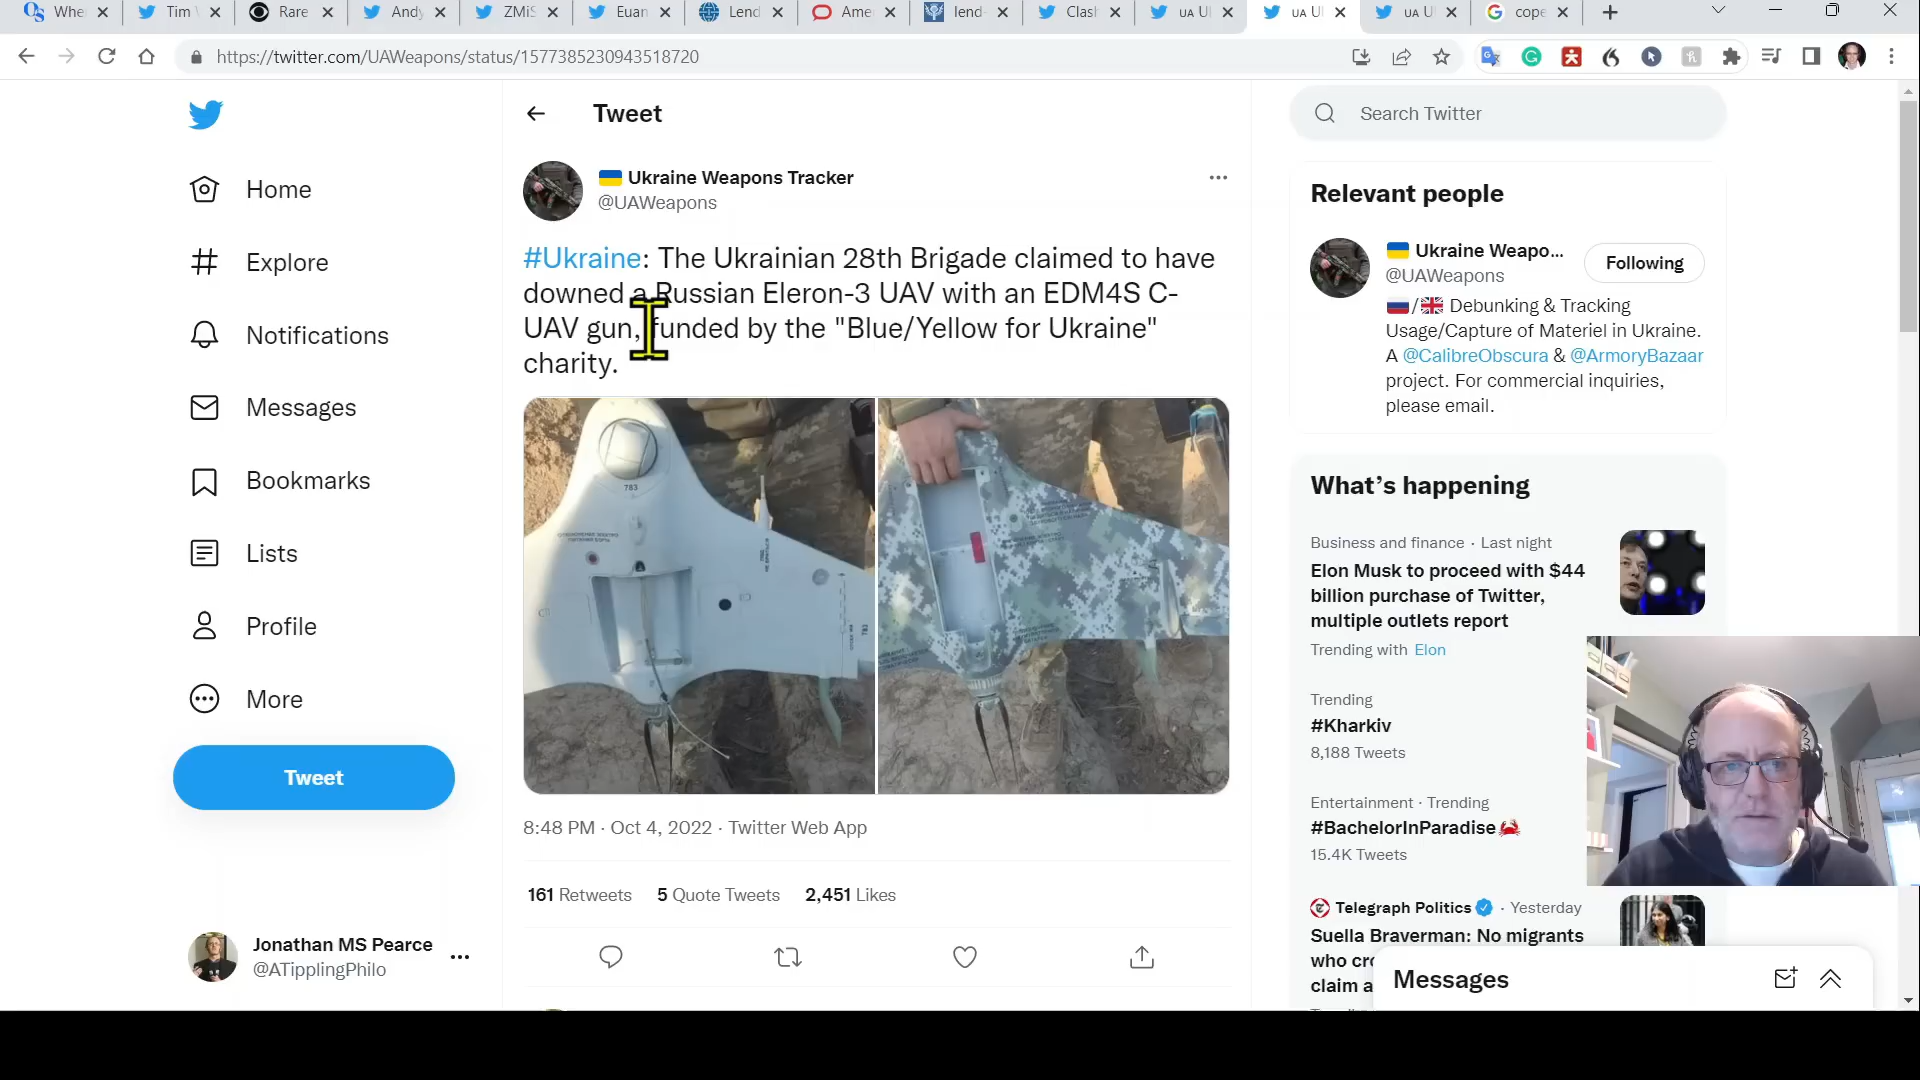 Whe
Tim
Rare
Andy
ZMiS
Euan
Lend
Ame
lend-
Clas
UA U
UA U
UA U
cope
https://twitter.com/UAWeapons/status/1577385230943518720
Home
Explore
Notifications
Messages
Bookmarks
Lists
Profile
More
Tweet
Jonathan MS Pearce
@ATipplingPhilo
Tweet
Ukraine Weapons Tracker
@UAWeapons
#Ukraine: The Ukrainian 28th Brigade claimed to have
downed a Russian Eleron-3 UAV with an EDM4S C-
UAV gun, funded by the "Blue/Yellow for Ukraine"
charity.
783
8:48 PM · Oct 4, 2022 · Twitter Web App
161 Retweets 5 Quote Tweets 2,451 Likes
Search Twitter
Relevant people
Ukraine Weapo...
@UAWeapons
Following
/ Debunking & Tracking
Usage/Capture of Materiel in Ukraine.
A @CalibreObscura & @ArmoryBazaar
project. For commercial inquiries,
please email.
What's happening
Business and finance · Last night
Elon Musk to proceed with $44
billion purchase of Twitter,
multiple outlets report
Trending with Elon
Trending
#Kharkiv
8,188 Tweets
Entertainment · Trending
#BachelorInParadise
15.4K Tweets
Telegraph Politics · Yesterday
Suella Braverman: No migrants
who cr
claim a
Messages